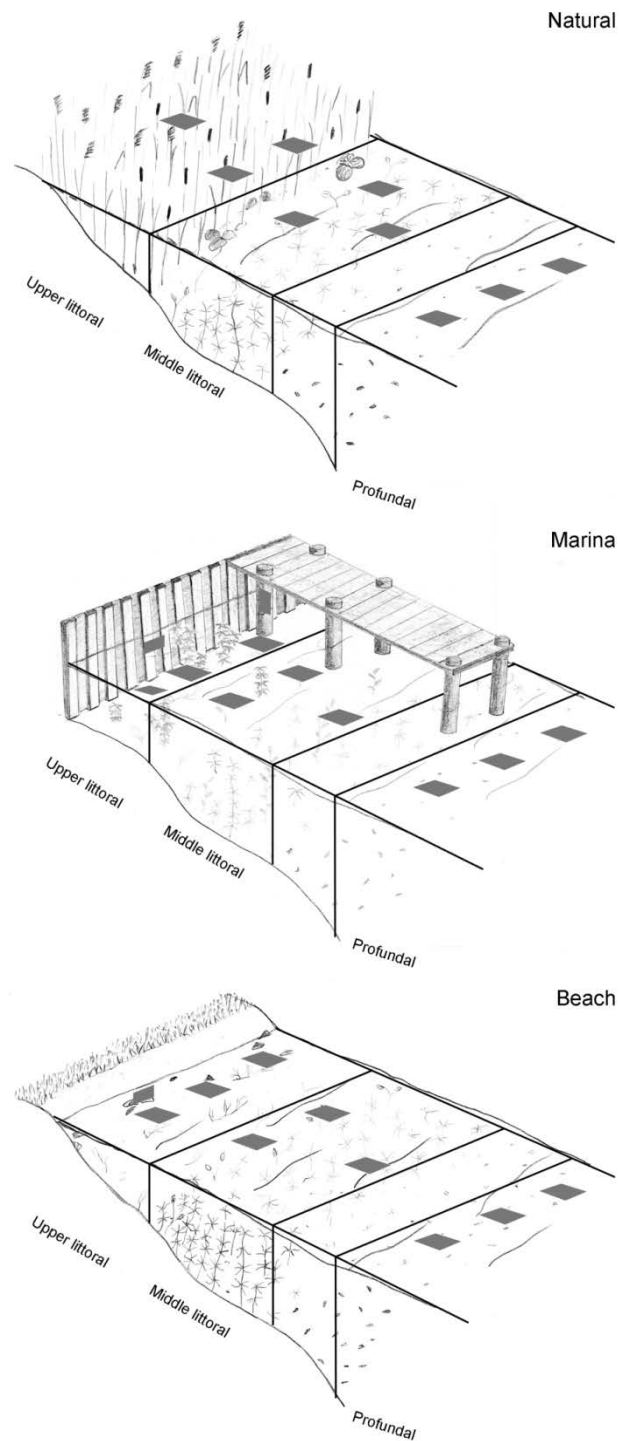 Natural
Upper littoral
Middle littoral
Profundal
Marina
Upper littoral
Middle littoral
Profundal
Beach
Upper littoral
Middle littoral
Profundal